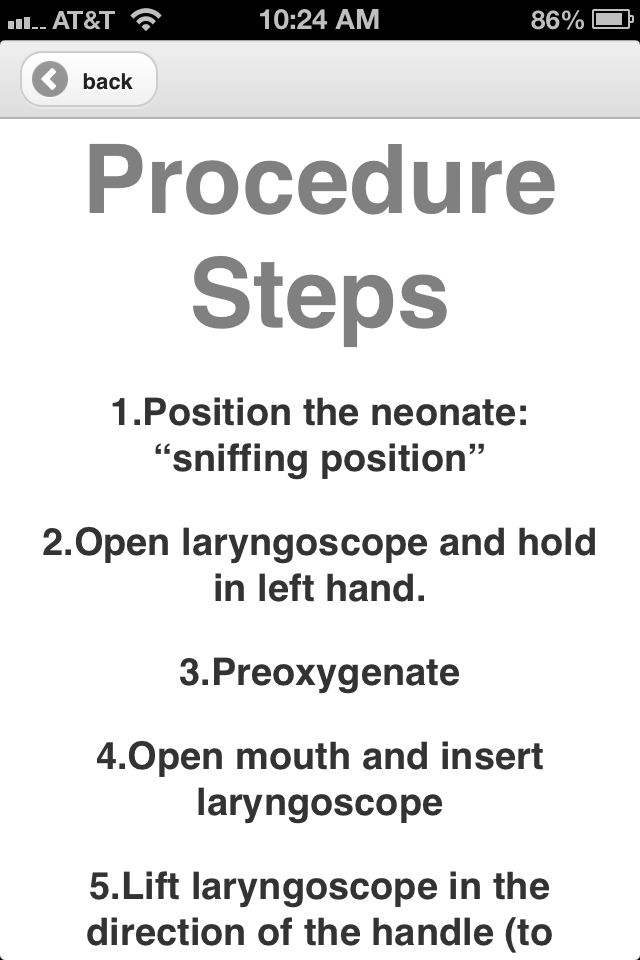 AT&T 10:24 AM 86%
back
Procedure
Steps
1.Position the neonate:
“sniffing position”
2.Open laryngoscope and hold
in left hand.
3.Preoxygenate
4.Open mouth and insert
laryngoscope
5.Lift laryngoscope in the
direction of the handle (to